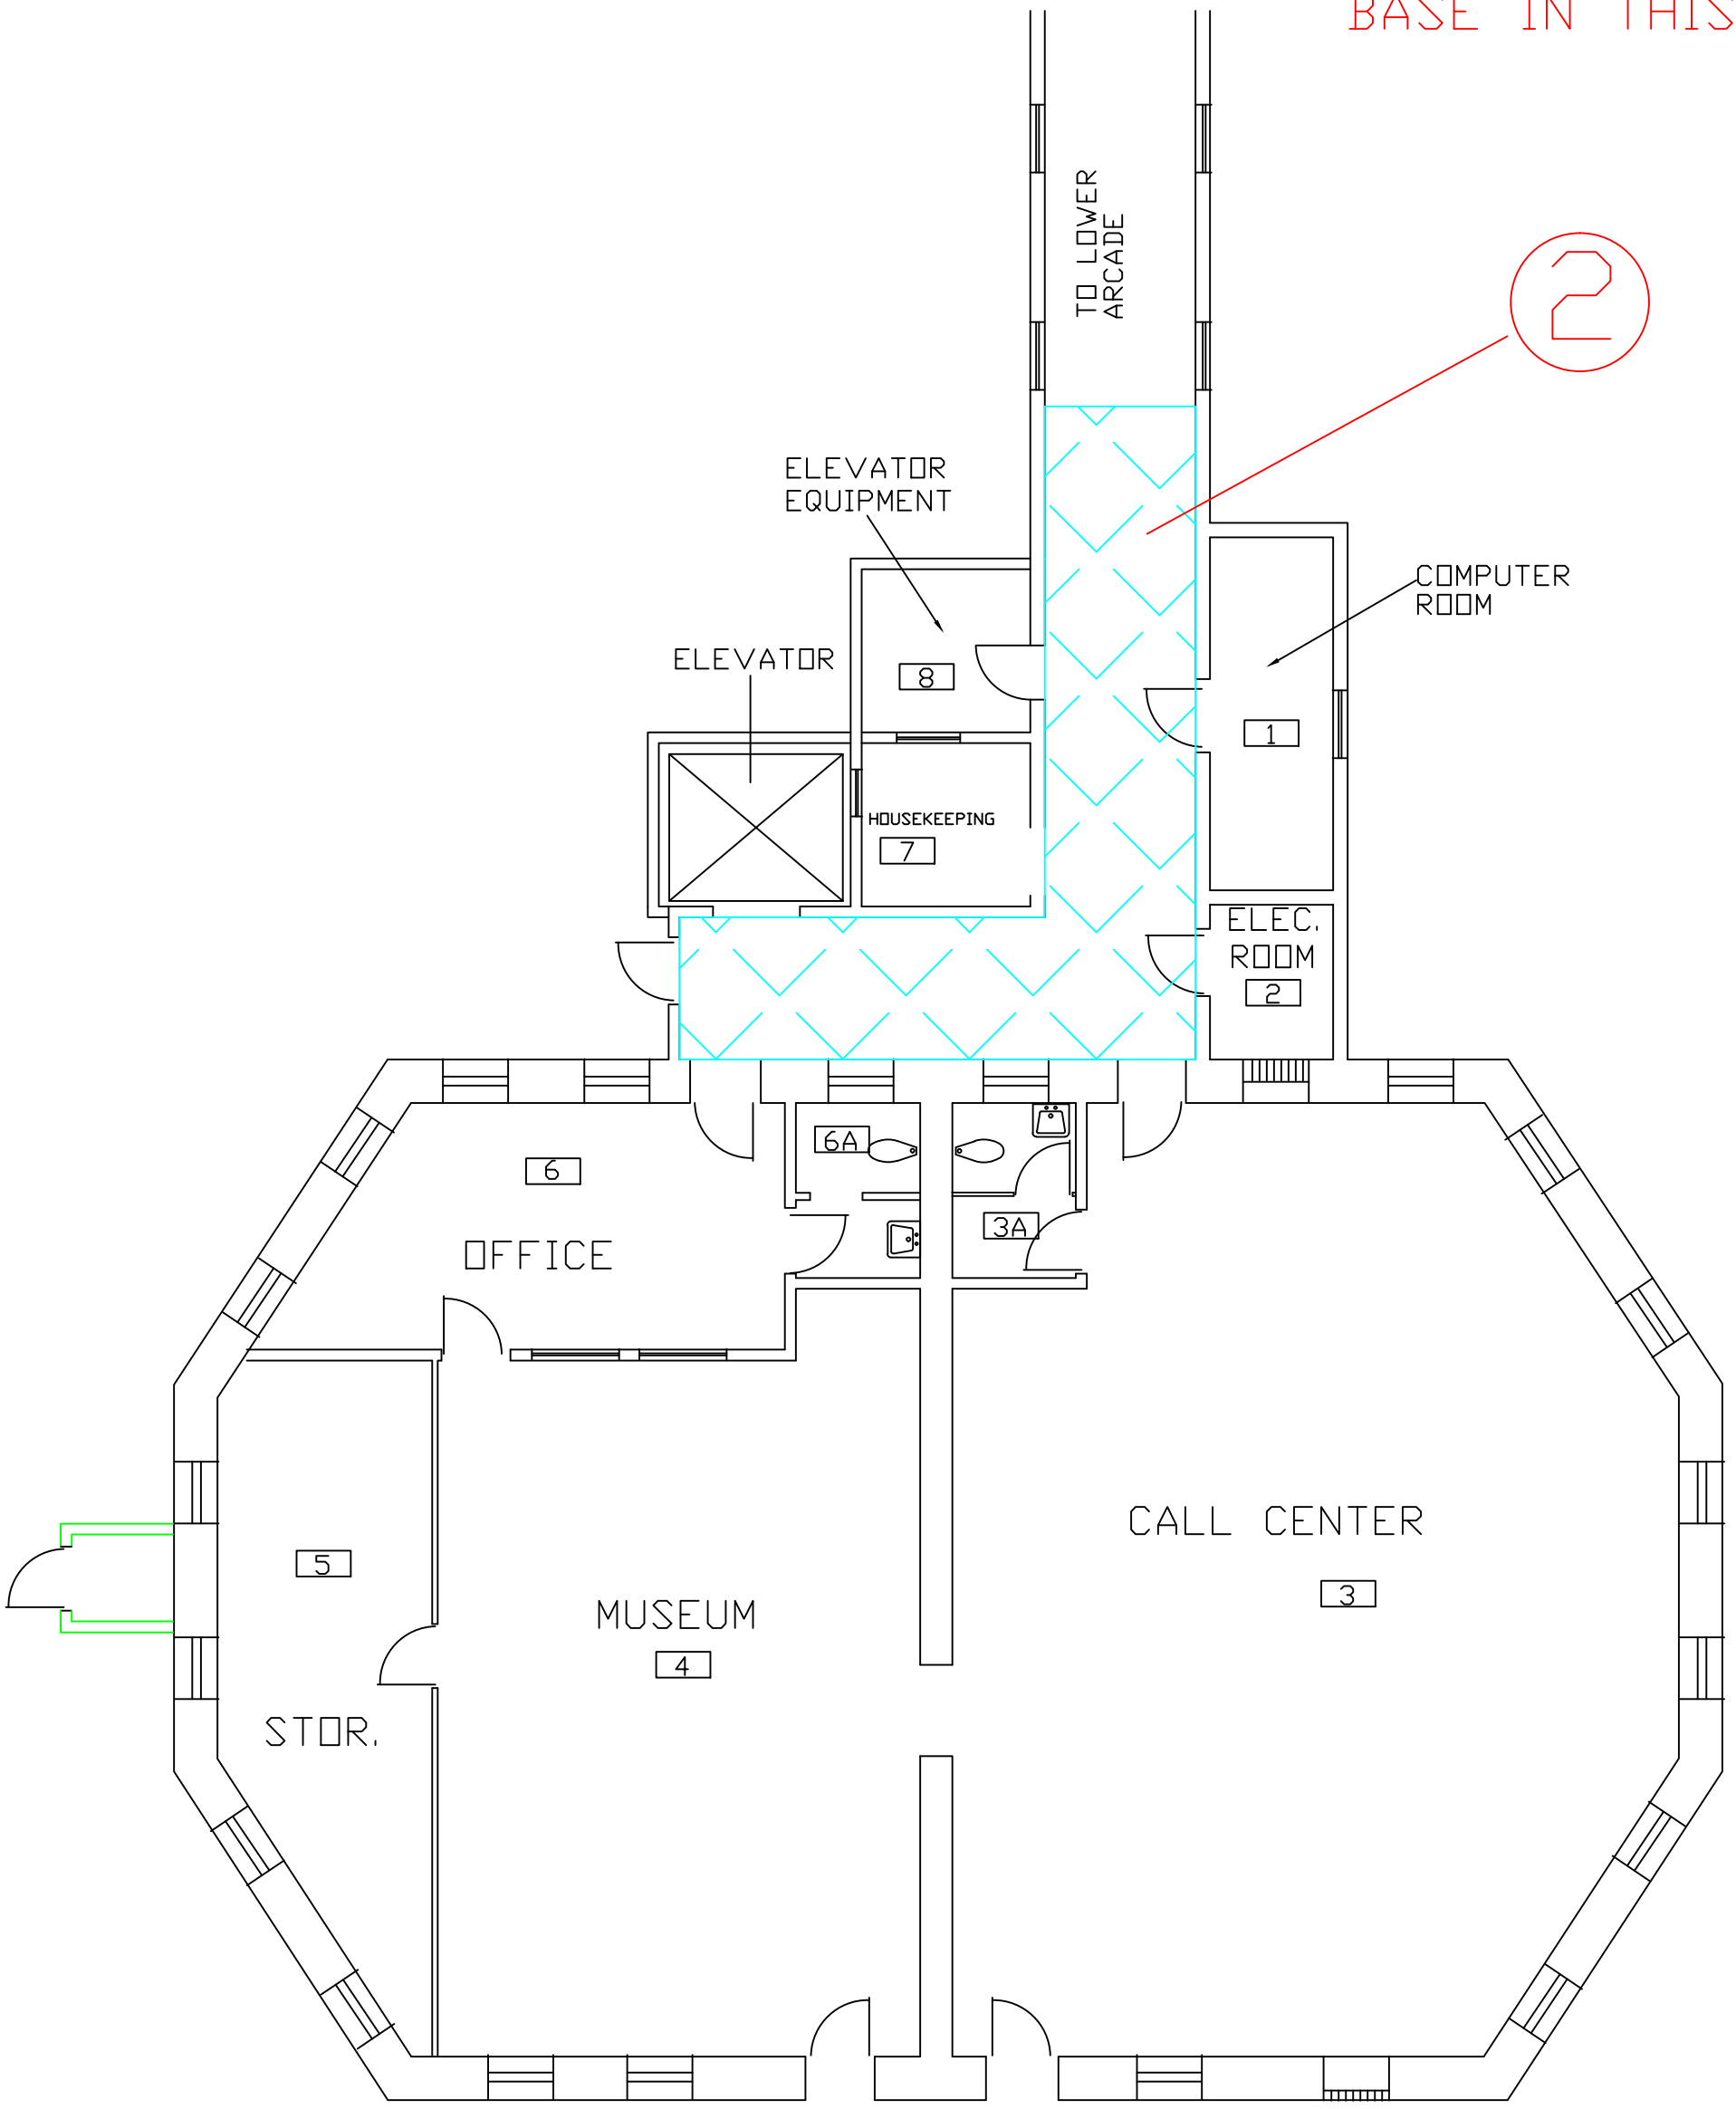 BASE IN THIS
TO LOWER
ARCADE
2
ELEVATOR
EQUIPMENT
COMPUTER
ROOM
ELEVATOR
8
1
HOUSEKEEPING
7
ELEC.
ROOM
2
6A
6
3A
OFFICE
CALL CENTER
5
3
MUSEUM
4
STOR.